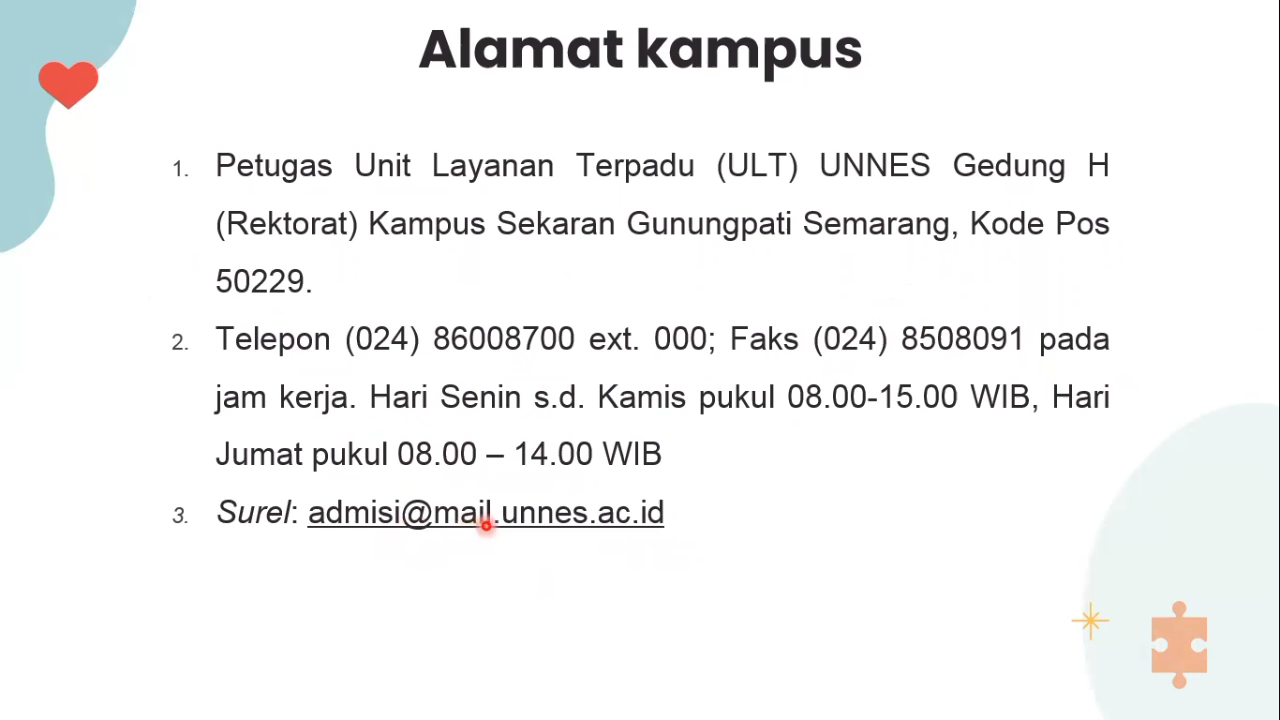 Alamat kampus
1. Petugas Unit Layanan Terpadu (ULT) UNNES Gedung H
(Rektorat) Kampus Sekaran Gunungpati Semarang, Kode Pos
50229.
2. Telepon (024) 86008700 ext. 000; Faks (024) 8508091 pada
jam kerja. Hari Senin s.d. Kamis pukul 08.00-15.00 WIB, Hari
Jumat pukul 08.00 – 14.00 WIB
3. Surel: admisi@mail.unnes.ac.id